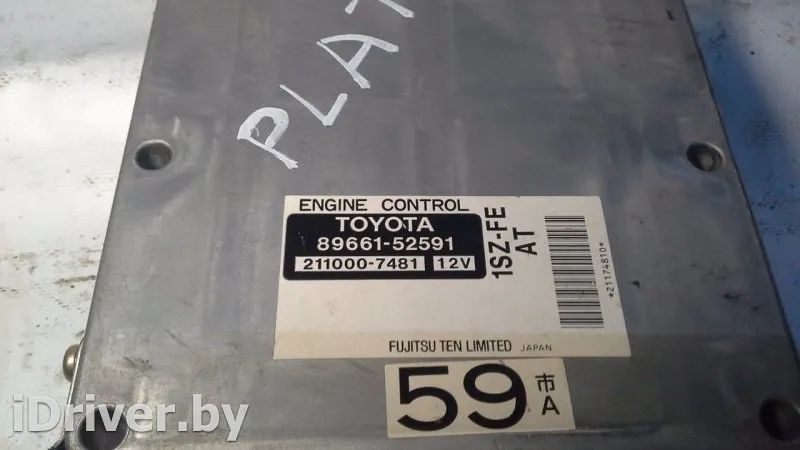 PLAT
ENGINE CONTROL
TOYOTA
89661-52591
211000-7481 12V
1SZ-FE
AT
*21174810*
FUJITSU TEN LIMITED JAPAN
59 市A
iDriver.by